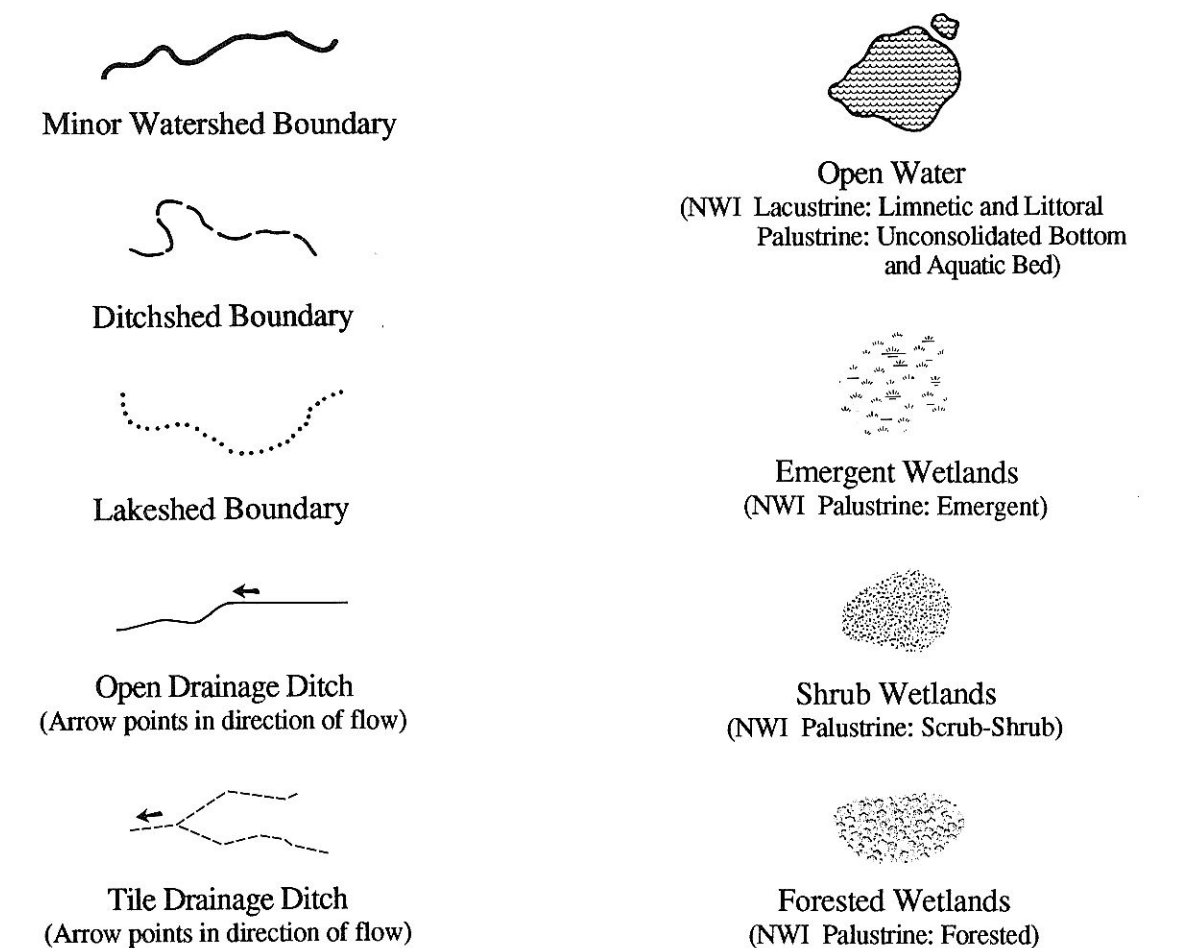 Minor Watershed Boundary
Ditchshed Boundary
Lakeshed Boundary
Open Drainage Ditch
(Arrow points in direction of flow)
Tile Drainage Ditch
(Arrow points in direction of flow)
Open Water
(NWI Lacustrine: Limnetic and Littoral
Palustrine: Unconsolidated Bottom
and Aquatic Bed)
Emergent Wetlands
(NWI Palustrine: Emergent)
Shrub Wetlands
(NWI Palustrine: Scrub-Shrub)
Forested Wetlands
(NWI Palustrine: Forested)